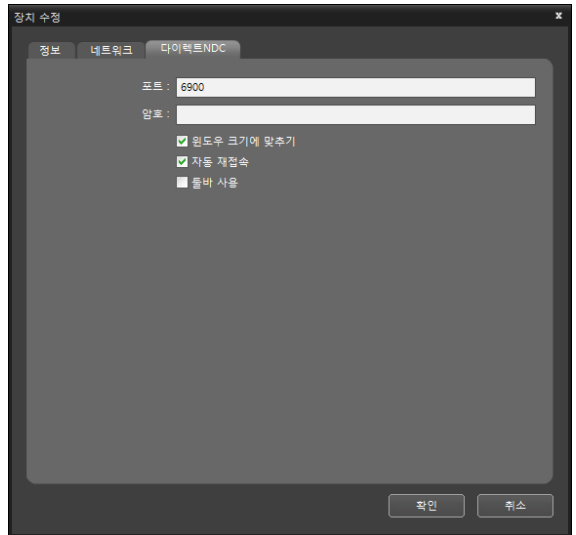 장치 수정
x
정보 네트워크 다이렉트NDC
포트 : 6900
암호 :
윈도우 크기에 맞추기
자동 재접속
툴바 사용
확인 취소